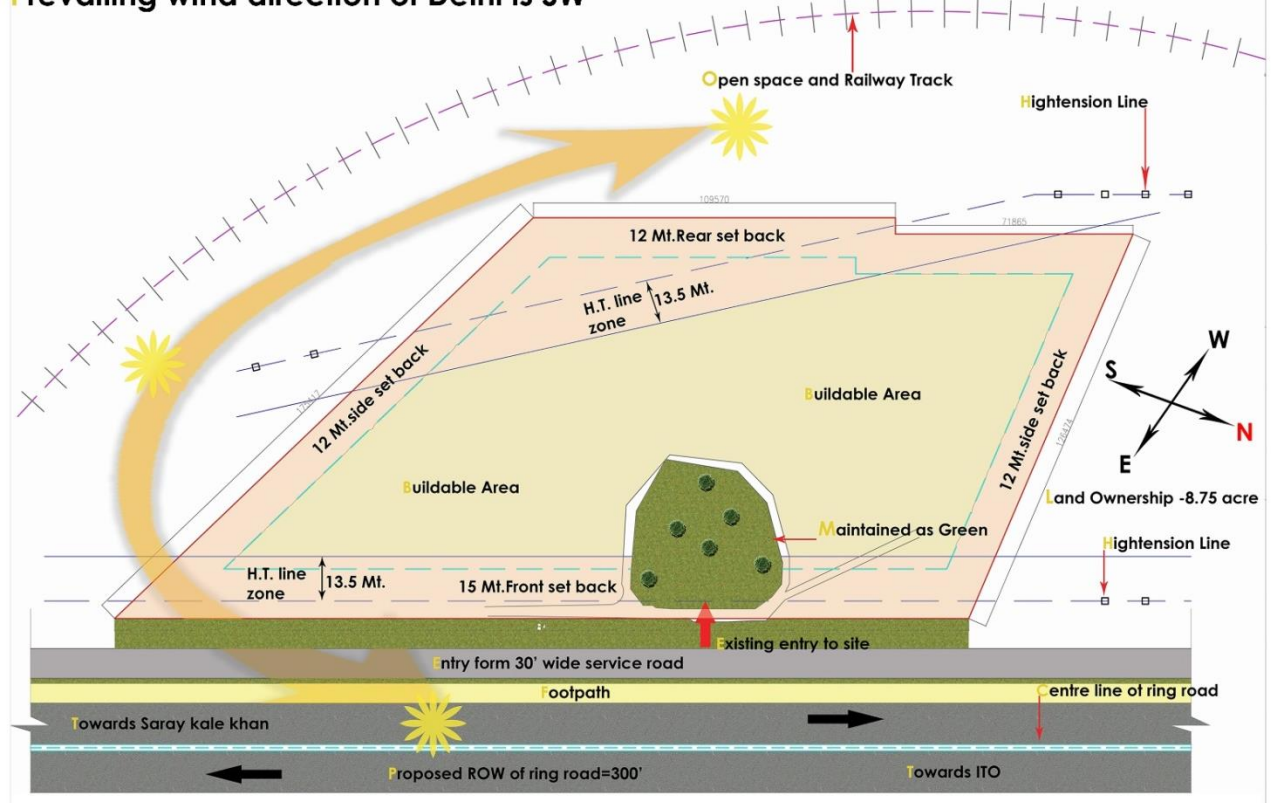 Prevailing wind direction of Delhi is SW
Open space and Railway Track
Hightension Line
109570
71865
12 Mt.Rear set back
H.T. line
zone
13.5 Mt.
12 Mt.side set back
Buildable Area
12 Mt.side set back
126474
W
S
N
E
Land Ownership -8.75 acre
Buildable Area
Maintained as Green
Hightension Line
H.T. line
zone
13.5 Mt.
15 Mt.Front set back
Existing entry to site
Entry form 30' wide service road
Footpath
Centre line of ring road
Towards Saray kale khan
Proposed ROW of ring road=300'
Towards ITO